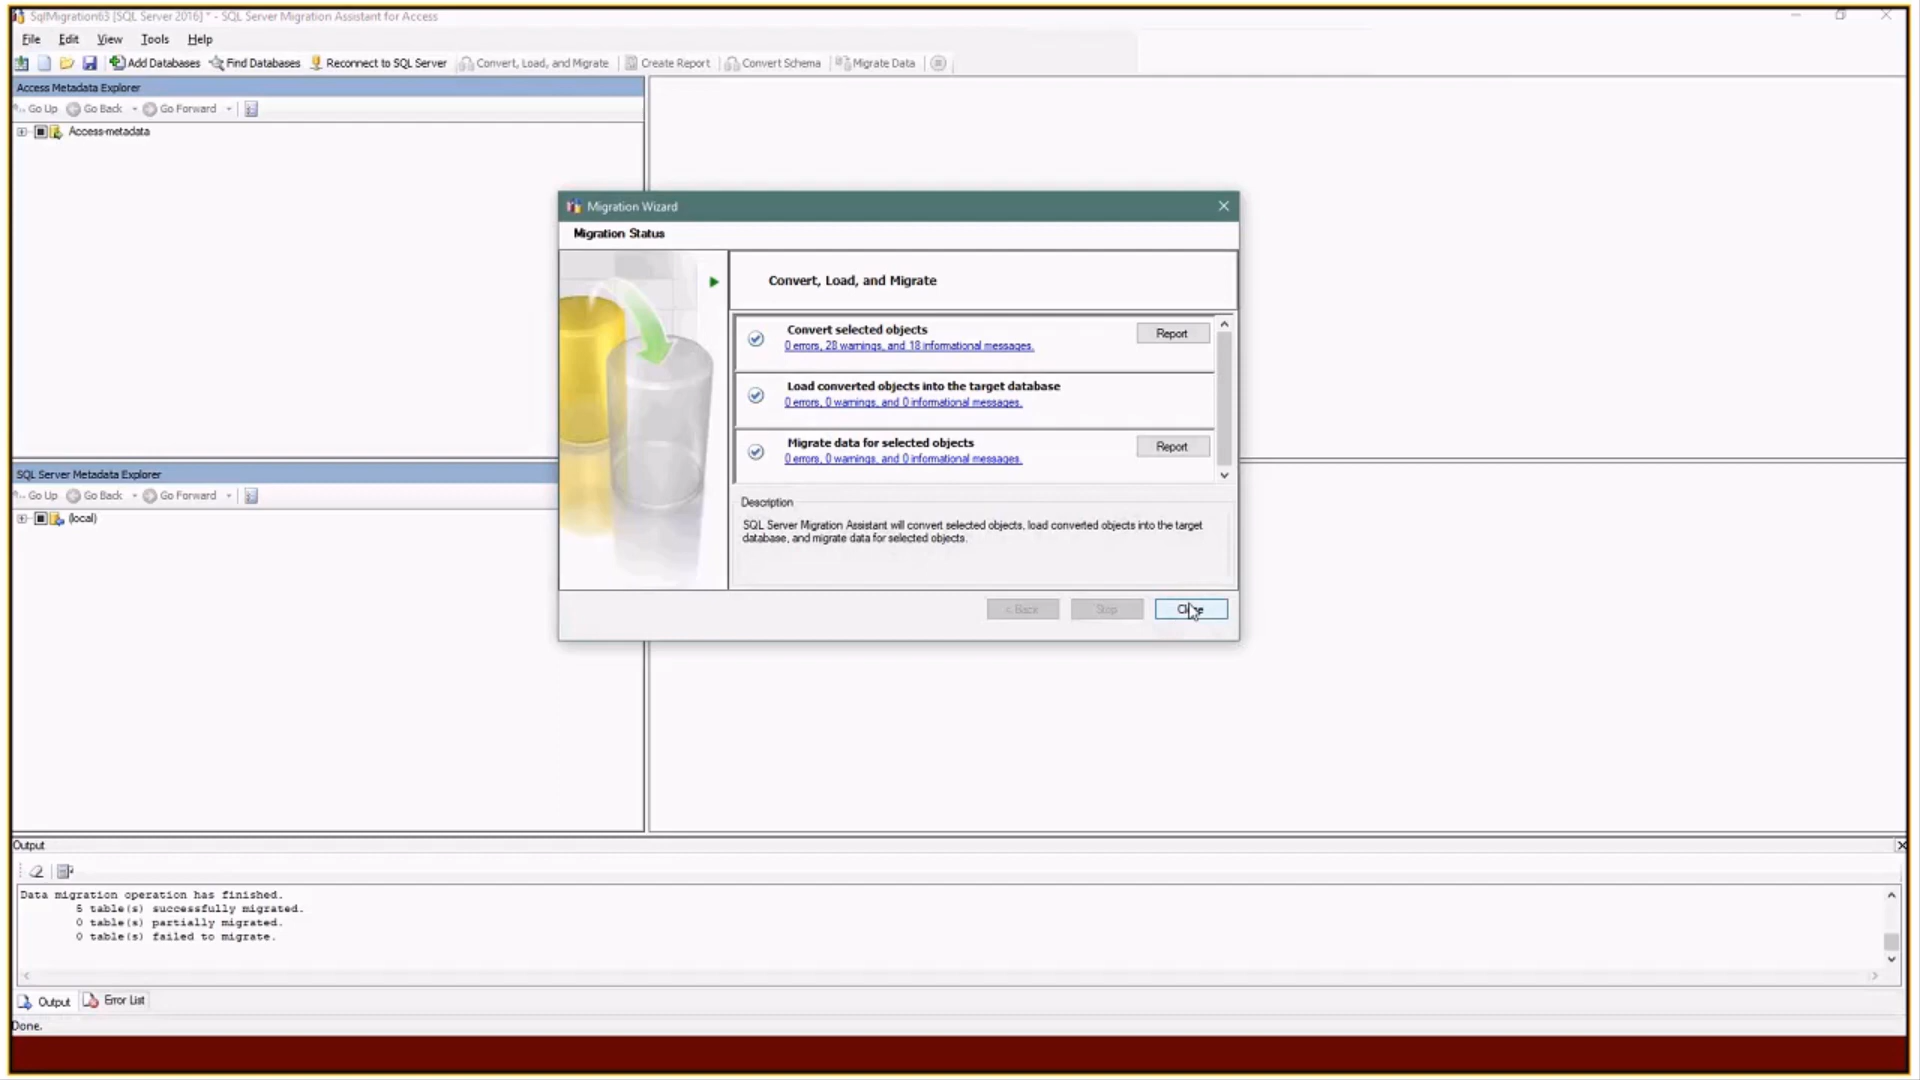 SqlMigration63 [SQL Server 2016] * - SQL Server Migration Assistant for Access
File Edit View Tools Help
Add Databases Find Databases Reconnect to SQL Server Convert, Load, and Migrate Create Report Convert Schema Migrate Data
Access Metadata Explorer
Go Up Go Back Go Forward
Access-metadata
Migration Wizard
Migration Status
Convert, Load, and Migrate
Convert selected objects
Report
0 errors, 28 warnings, and 18 informational messages.
Load converted objects into the target database
0 errors, 0 warnings, and 0 informational messages.
Migrate data for selected objects
Report
0 errors, 0 warnings, and 0 informational messages.
Description
SQL Server Migration Assistant will convert selected objects, load converted objects into the target
database, and migrate data for selected objects.
< Back Stop
SQL Server Metadata Explorer
Go Up Go Back Go Forward
(local)
Output
Data migration operation has finished.
5 table(s) successfully migrated.
0 table(s) partially migrated.
0 table(s) failed to migrate.
Output Error List
Done.